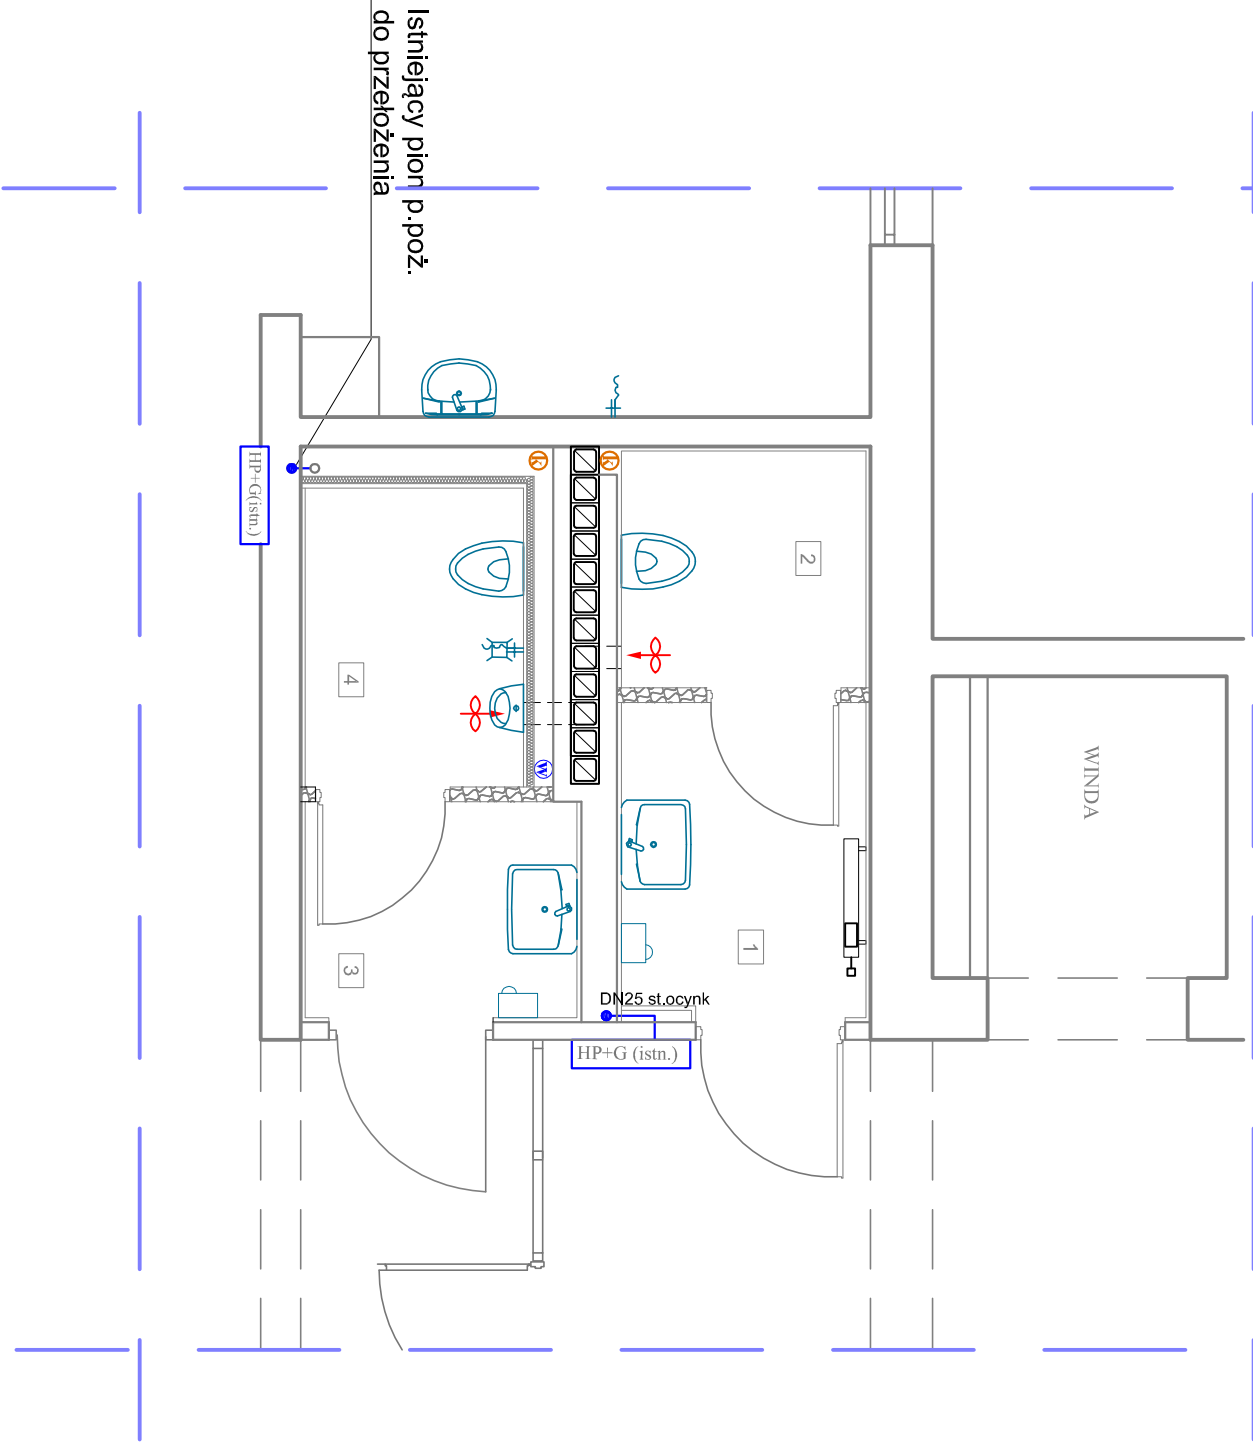 Istniejący pion p.poż.
do przełożenia
HP+G(istn.)
k
k
2
4
W
WINDA
1
3
DN25 st.ocynk
HP+G (istn.)